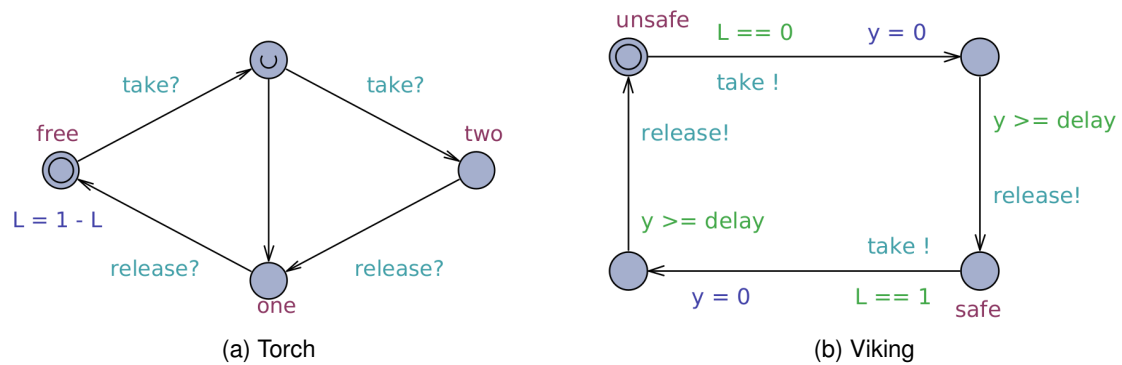 take?
take?
free
two
L = 1 - L
release?
release?
one
(a) Torch
unsafe
L == 0
y = 0
take !
y >= delay
release!
release!
y >= delay
take !
y = 0
L == 1
safe
(b) Viking